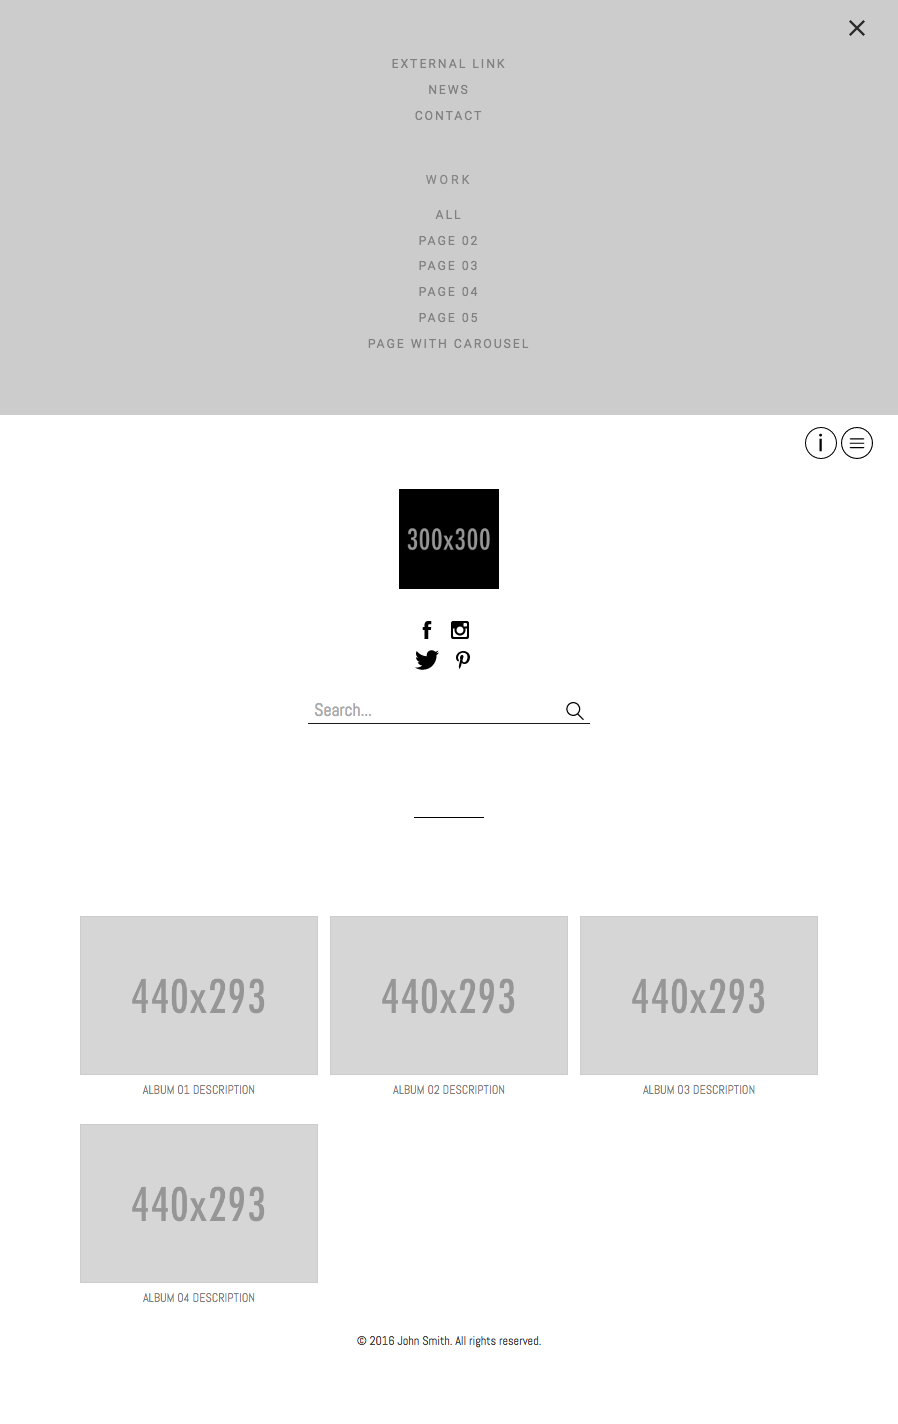 EXTERNAL LINK
NEWS
CONTACT
WORK
ALL
PAGE 02
PAGE 03
PAGE 04
PAGE 05
PAGE WITH CAROUSEL
300x300
Search...
440x293 440x293 440x293
ALBUM 01 DESCRIPTION ALBUM 02 DESCRIPTION ALBUM 03 DESCRIPTION
440x293
ALBUM 04 DESCRIPTION
© 2016 John Smith. All rights reserved.